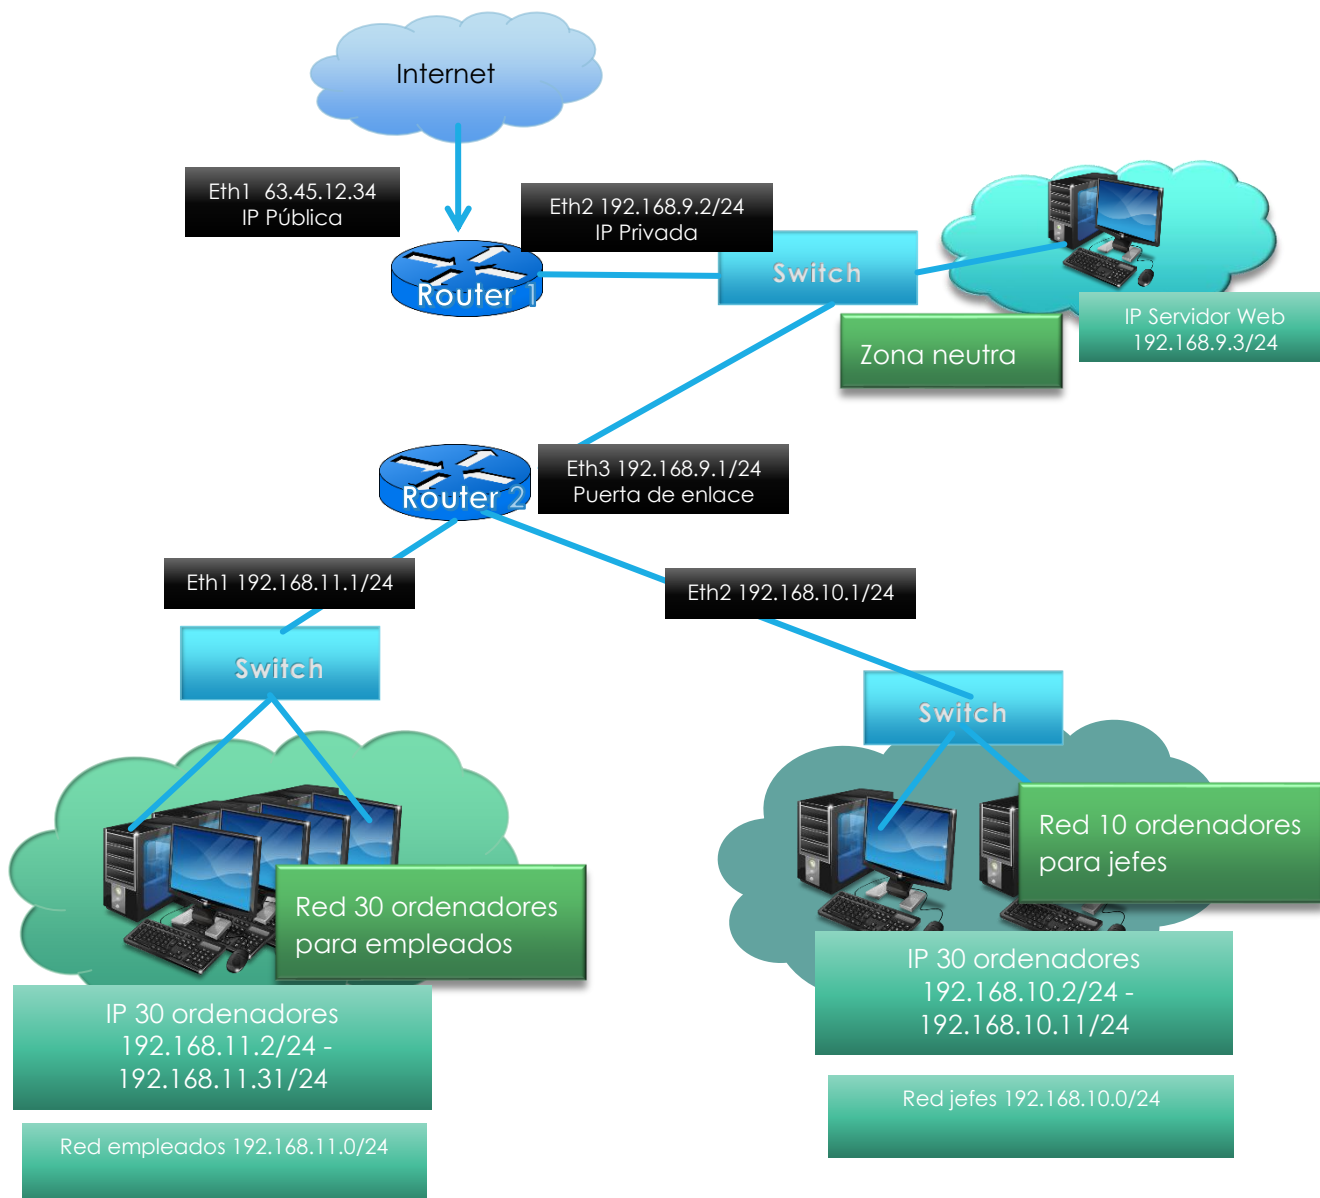 Internet
Eth1 63.45.12.34
IP Pública
Eth2 192.168.9.2/24
IP Privada
Router 1
Switch
IP Servidor Web
192.168.9.3/24
Zona neutra
Router 2
Eth3 192.168.9.1/24
Puerta de enlace
Eth1 192.168.11.1/24
Eth2 192.168.10.1/24
Switch
Switch
Red 30 ordenadores
para empleados
Red 10 ordenadores
para jefes
IP 30 ordenadores
192.168.11.2/24 -
192.168.11.31/24
IP 30 ordenadores
192.168.10.2/24 -
192.168.10.11/24
Red empleados 192.168.11.0/24
Red jefes 192.168.10.0/24